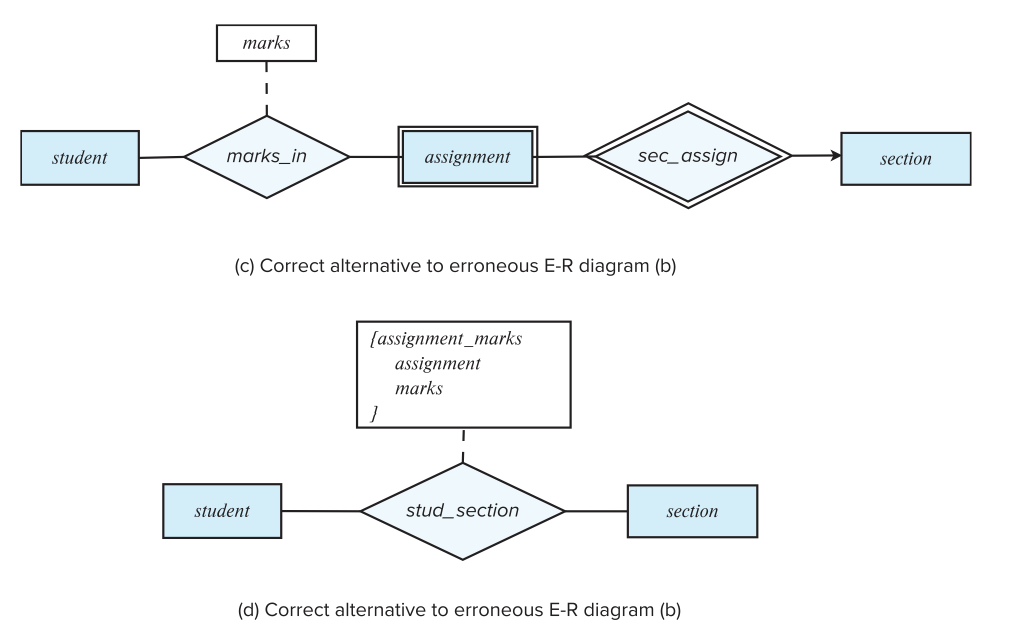 marks
student
marks_in
assignment
sec_assign
section
(c) Correct alternative to erroneous E-R diagram (b)
[assignment_marks
assignment
marks
]
student
stud_section
section
(d) Correct alternative to erroneous E-R diagram (b)